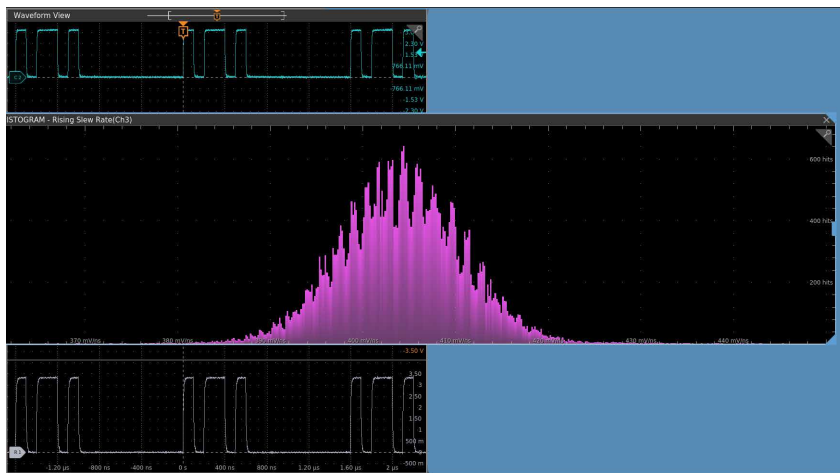 Waveform View
T
T
2.30 V
1.53
766.11 mV
0 V
-766.11 mV
-1.53 V
-2.30 V
ISTOGRAM - Rising Slew Rate(Ch3)
600 hits
400 hits
200 hits
370 mV/ns 380 mV/ns 400 mV/ns 410 mV/ns 430 mV/ns 440 mV/ns
-3.50 V
3.50
2.50
2
1.50
1
500 m
-500 m
R 1
-1.20 µs -800 ns -400 ns 0 s 400 ns 800 ns 1.20 µs 1.60 µs 2 µs